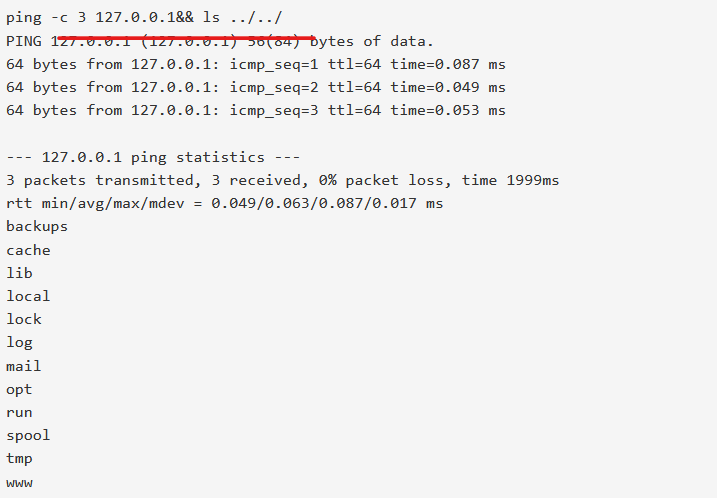 ping -c 3 127.0.0.1&& ls ../../
PING 127.0.0.1 (127.0.0.1) 56(84) bytes of data.
64 bytes from 127.0.0.1: icmp_seq=1 ttl=64 time=0.087 ms
64 bytes from 127.0.0.1: icmp_seq=2 ttl=64 time=0.049 ms
64 bytes from 127.0.0.1: icmp_seq=3 ttl=64 time=0.053 ms
--- 127.0.0.1 ping statistics ---
3 packets transmitted, 3 received, 0% packet loss, time 1999ms
rtt min/avg/max/mdev = 0.049/0.063/0.087/0.017 ms
backups
cache
lib
local
lock
log
mail
opt
run
spool
tmp
www